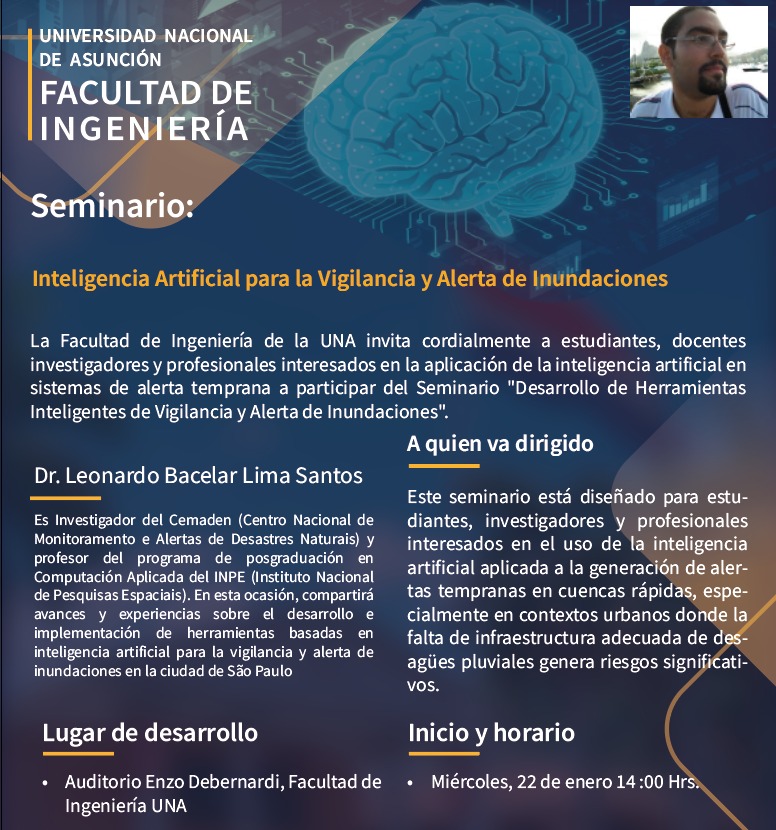 UNIVERSIDAD NACIONAL
DE ASUNCIÓN
FACULTAD DE
INGENIERÍA
Seminario:
Inteligencia Artificial para la Vigilancia y Alerta de Inundaciones
La Facultad de Ingeniería de la UNA invita cordialmente a estudiantes, docentes
investigadores y profesionales interesados en la aplicación de la inteligencia artificial en
sistemas de alerta temprana a participar del Seminario "Desarrollo de Herramientas
Inteligentes de Vigilancia y Alerta de Inundaciones".
Dr. Leonardo Bacelar Lima Santos
Es Investigador del Cemaden (Centro Nacional de
Monitoramento e Alertas de Desastres Naturais) y
profesor del programa de posgraduación en
Computación Aplicada del INPE (Instituto Nacional
de Pesquisas Espaciais). En esta ocasión, compartirá
avances y experiencias sobre el desarrollo e
implementación de herramientas basadas en
inteligencia artificial para la vigilancia y alerta de
inundaciones en la ciudad de São Paulo
A quien va dirigido
Este seminario está diseñado para estu-
diantes, investigadores y profesionales
interesados en el uso de la inteligencia
artificial aplicada a la generación de aler-
tas tempranas en cuencas rápidas, espe-
cialmente en contextos urbanos donde la
falta de infraestructura adecuada de des-
agües pluviales genera riesgos significati-
vos.
Lugar de desarrollo
• Auditorio Enzo Debernardi, Facultad de
Ingeniería UNA
Inicio y horario
• Miércoles, 22 de enero 14 :00 Hrs.